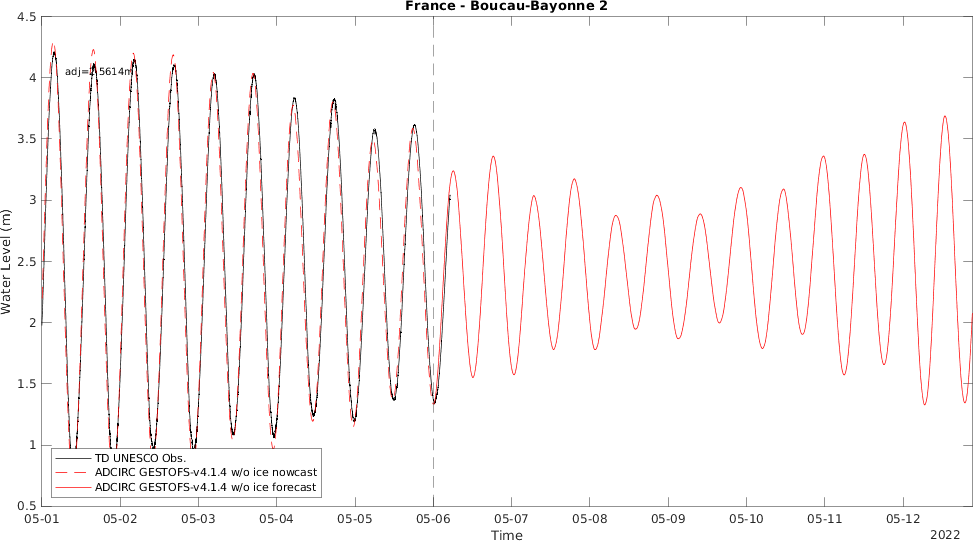 France - Boucau-Bayonne 2
4.5
4
3.5
3
2.5
2
1.5
1
0.5
Water Level (m)
TD UNESCO Obs.
ADCIRC GESTOFS-v4.1.4 w/o ice nowcast
ADCIRC GESTOFS-v4.1.4 w/o ice forecast
05-01 05-02 05-03 05-04 05-05 05-06 05-07 05-08 05-09 05-10 05-11 05-12
Time
2022